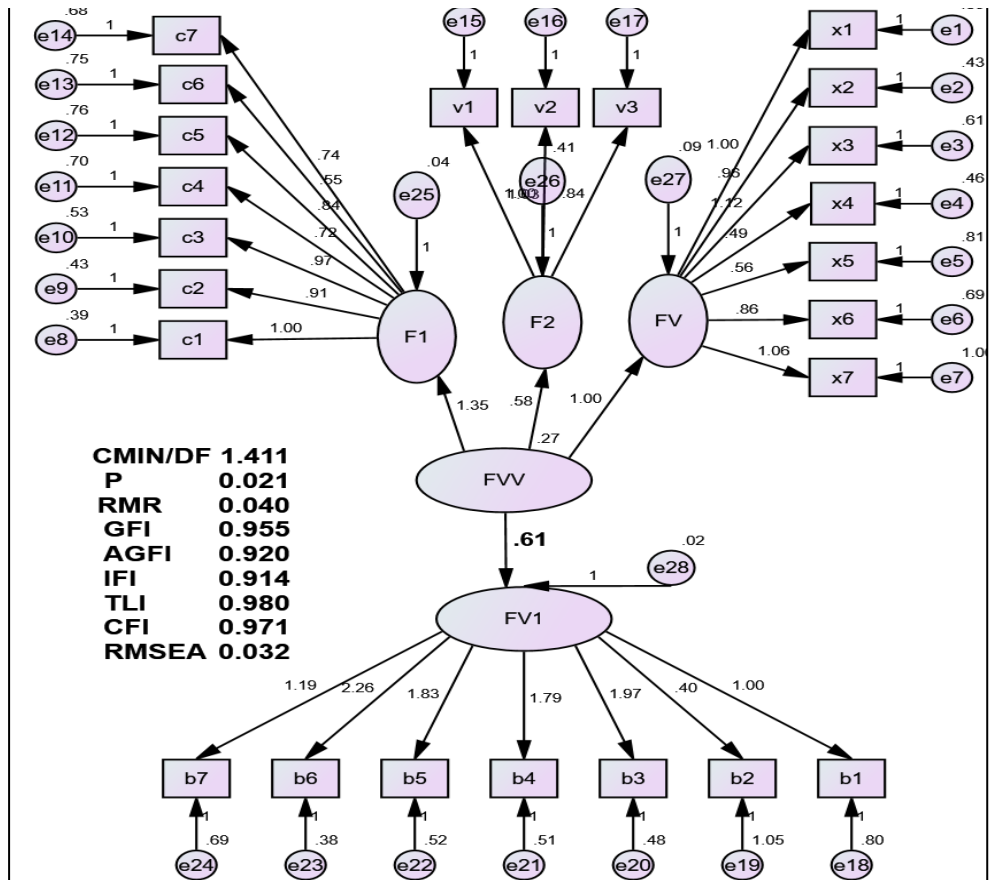 .68
e14 1 c7
.75
e13 1 c6
.76
e12 1 c5
.70
e11 1 c4
.53
e10 1 c3
.43
e9 1 c2
.39
e8 1 c1
.74
.55
.84
.72
.97
.91
1.00
e15 e16 e17
1 1 1
v1 v2 v3
.04 .41 .09
e25 e26 e27
1 1 1
.84
F1 F2 FV
x1 1 e1
.43
x2 1 e2
.61
x3 1 e3
.46
x4 1 e4
.81
x5 1 e5
.69
x6 1 e6
x7 1 e7
1.00
.96
1.12
.49
.56
.86
1.06
1.35 .58 1.00
.27
FVV
CMIN/DF 1.411
P 0.021
RMR 0.040
GFI 0.955
AGFI 0.920
IFI 0.914
TLI 0.980
CFI 0.971
RMSEA 0.032
.61
.02
1 e28
FV1
1.19 2.26 1.83 1.79 1.97 .40 1.00
b7 b6 b5 b4 b3 b2 b1
1 1 1 1 1 1 1
.69 .38 .52 .51 .48 1.05 .80
e24 e23 e22 e21 e20 e19 e18